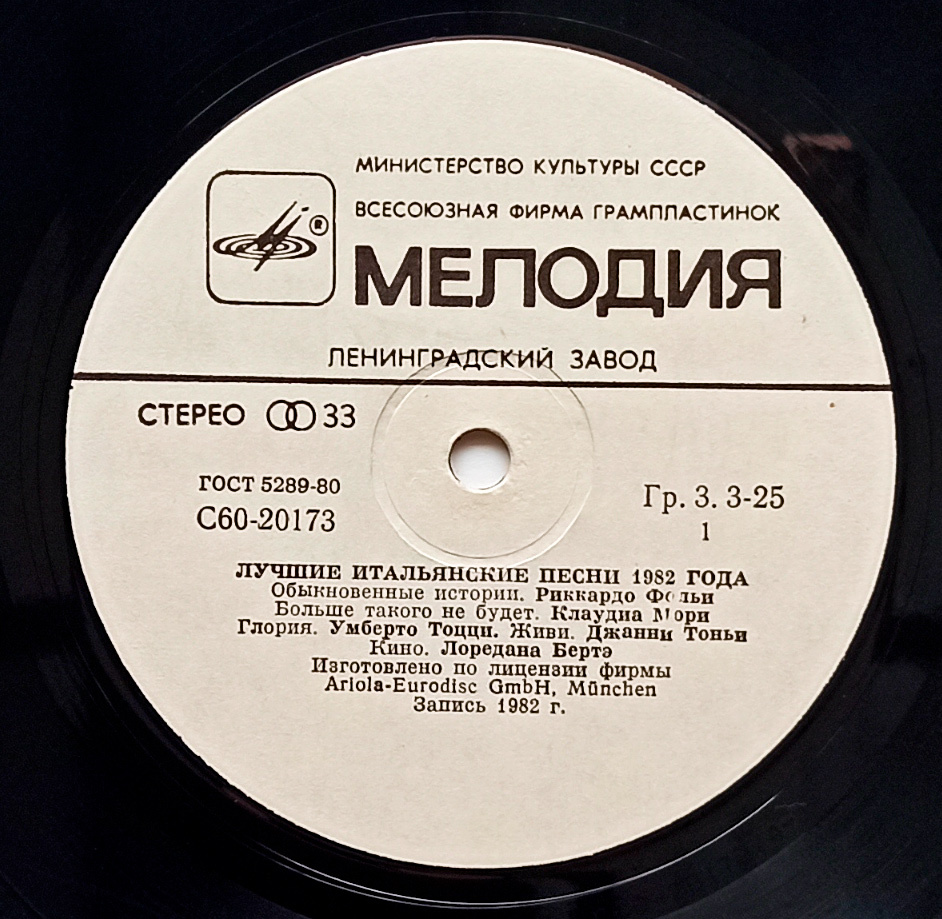 МИНИСТЕРСТВО КУЛЬТУРЫ СССР
ВСЕСОЮЗНАЯ ФИРМА ГРАМПЛАСТИНОК
®
МЕЛОДИЯ
ЛЕНИНГРАДСКИЙ ЗАВОД
СТЕРЕО 33
ГОСТ 5289-80
С60-20173
Гр. 3. 3-25
1
ЛУЧШИЕ ИТАЛЬЯНСКИЕ ПЕСНИ 1982 ГОДА
Обыкновенные истории. Риккардо Фольи
Больше такого не будет. Клаудиа Мори
Глория. Умберто Тоцци. Живи. Джанни Тоньи
Кино. Лоредана Бертэ
Изготовлено по лицензии фирмы
Ariola-Eurodisc GmbH, München
Запись 1982 г.